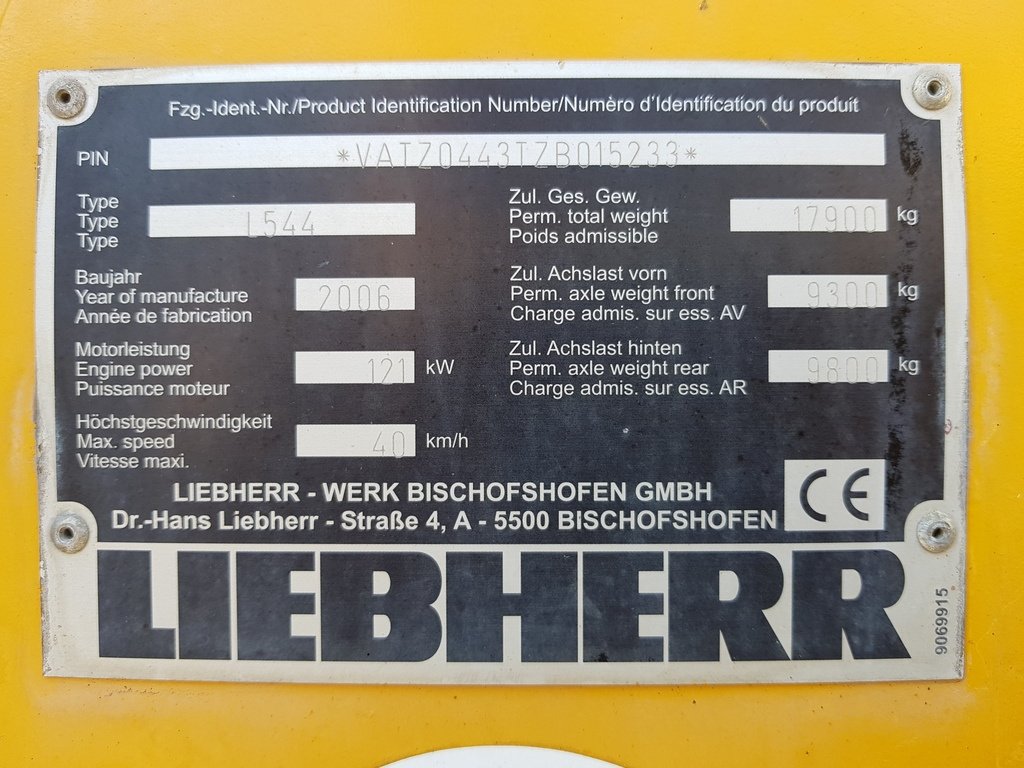 Fzg.-Ident.-Nr./Product Identification Number/Numèro d'Identification du produit
PIN *VATZ0443TZB015233*
Type
Type L544
Type
Baujahr
Year of manufacture 2006
Année de fabrication
Motorleistung
Engine power 121 kW
Puissance moteur
Höchstgeschwindigkeit
Max. speed 40 km/h
Vitesse maxi.
Zul. Ges. Gew.
Perm. total weight 17900 kg
Poids admissible
Zul. Achslast vorn
Perm. axle weight front 9300 kg
Charge admis. sur ess. AV
Zul. Achslast hinten
Perm. axle weight rear 9800 kg
Charge admis. sur ess. AR
LIEBHERR - WERK BISCHOFSHOFEN GMBH
Dr.-Hans Liebherr - Straße 4, A - 5500 BISCHOFSHOFEN
CE
LIEBHERR
9069915